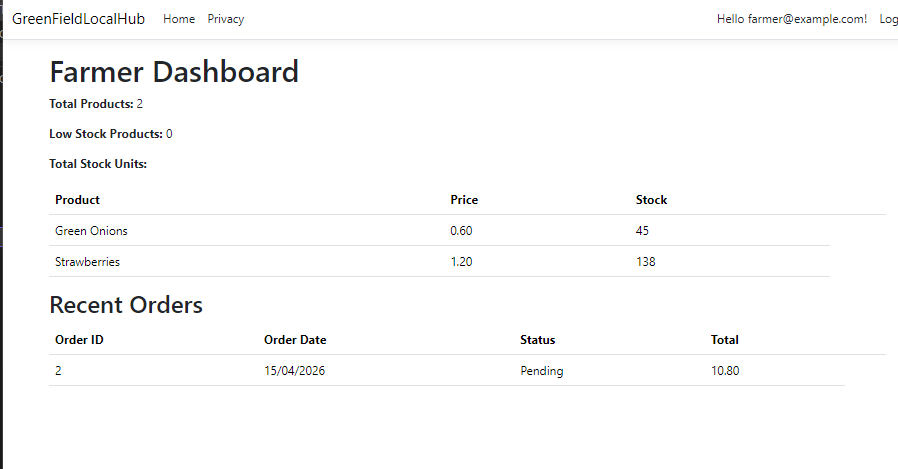 GreenFieldLocalHub Home Privacy Hello farmer@example.com! Log
Farmer Dashboard
Total Products: 2
Low Stock Products: 0
Total Stock Units:
Product Price Stock
Green Onions 0.60 45
Strawberries 1.20 138
Recent Orders
Order ID Order Date Status Total
2 15/04/2026 Pending 10.80